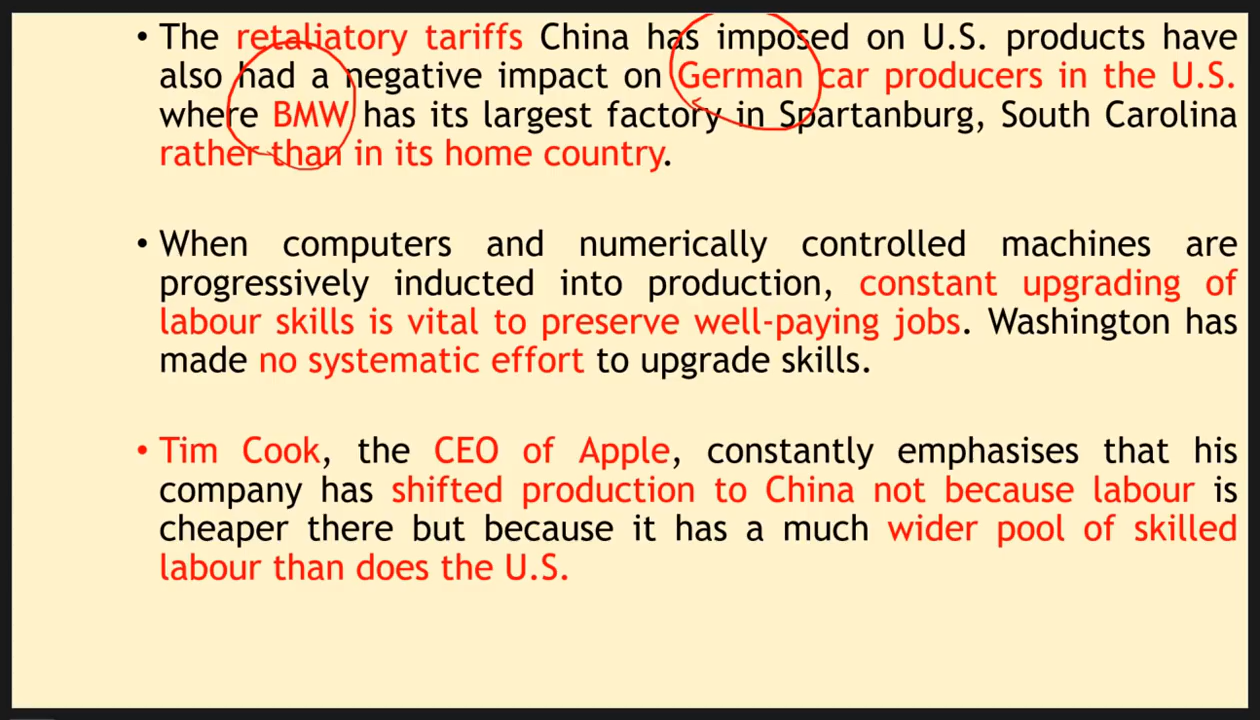 • The retaliatory tariffs China has imposed on U.S. products have
also had a negative impact on German car producers in the U.S.
where BMW has its largest factory in Spartanburg, South Carolina
rather than in its home country.
• When computers and numerically controlled machines are
progressively inducted into production, constant upgrading of
labour skills is vital to preserve well-paying jobs. Washington has
made no systematic effort to upgrade skills.
• Tim Cook, the CEO of Apple, constantly emphasises that his
company has shifted production to China not because labour is
cheaper there but because it has a much wider pool of skilled
labour than does the U.S.